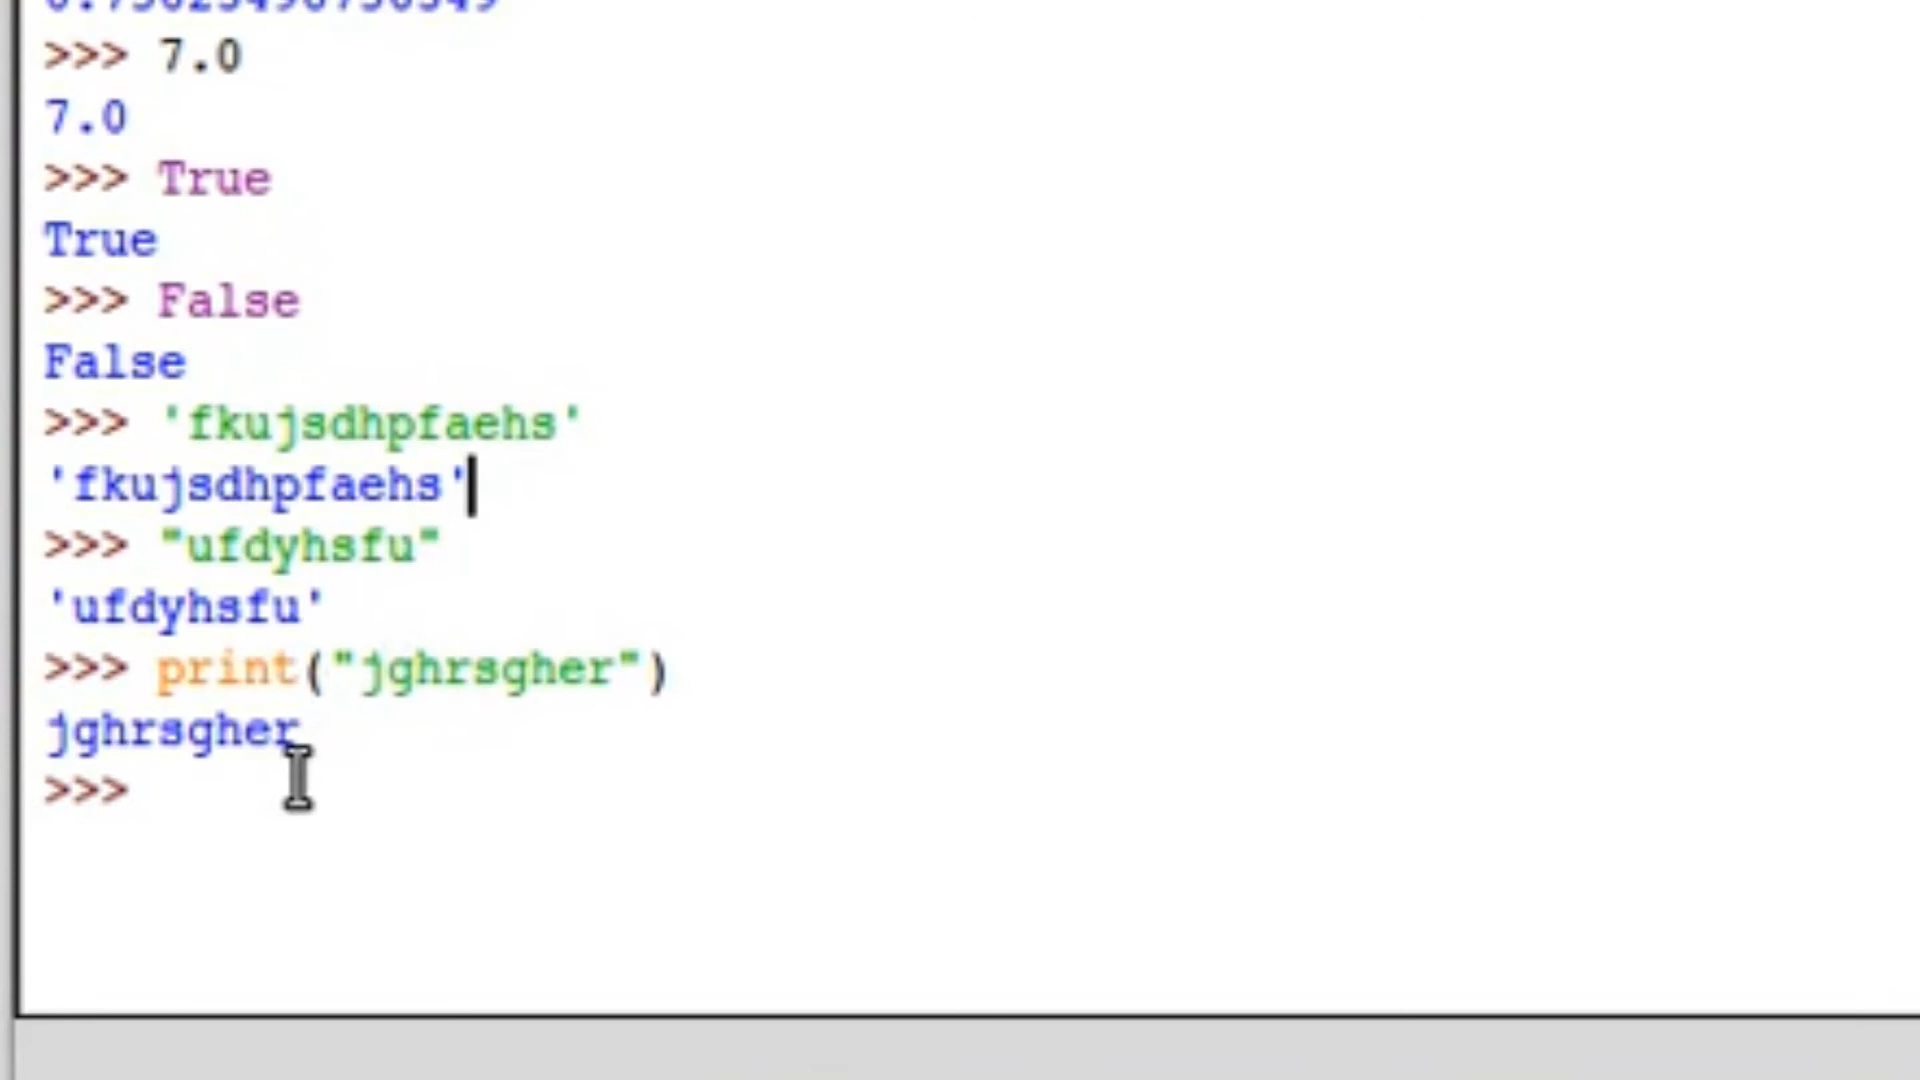 >>> 7.0
7.0
>>> True
True
>>> False
False
>>> 'fkujsdhpfaehs'
'fkujsdhpfaehs'
>>> "ufdyhsfu"
'ufdyhsfu'
>>> print("jghrsgher")
jghrsgher
>>>